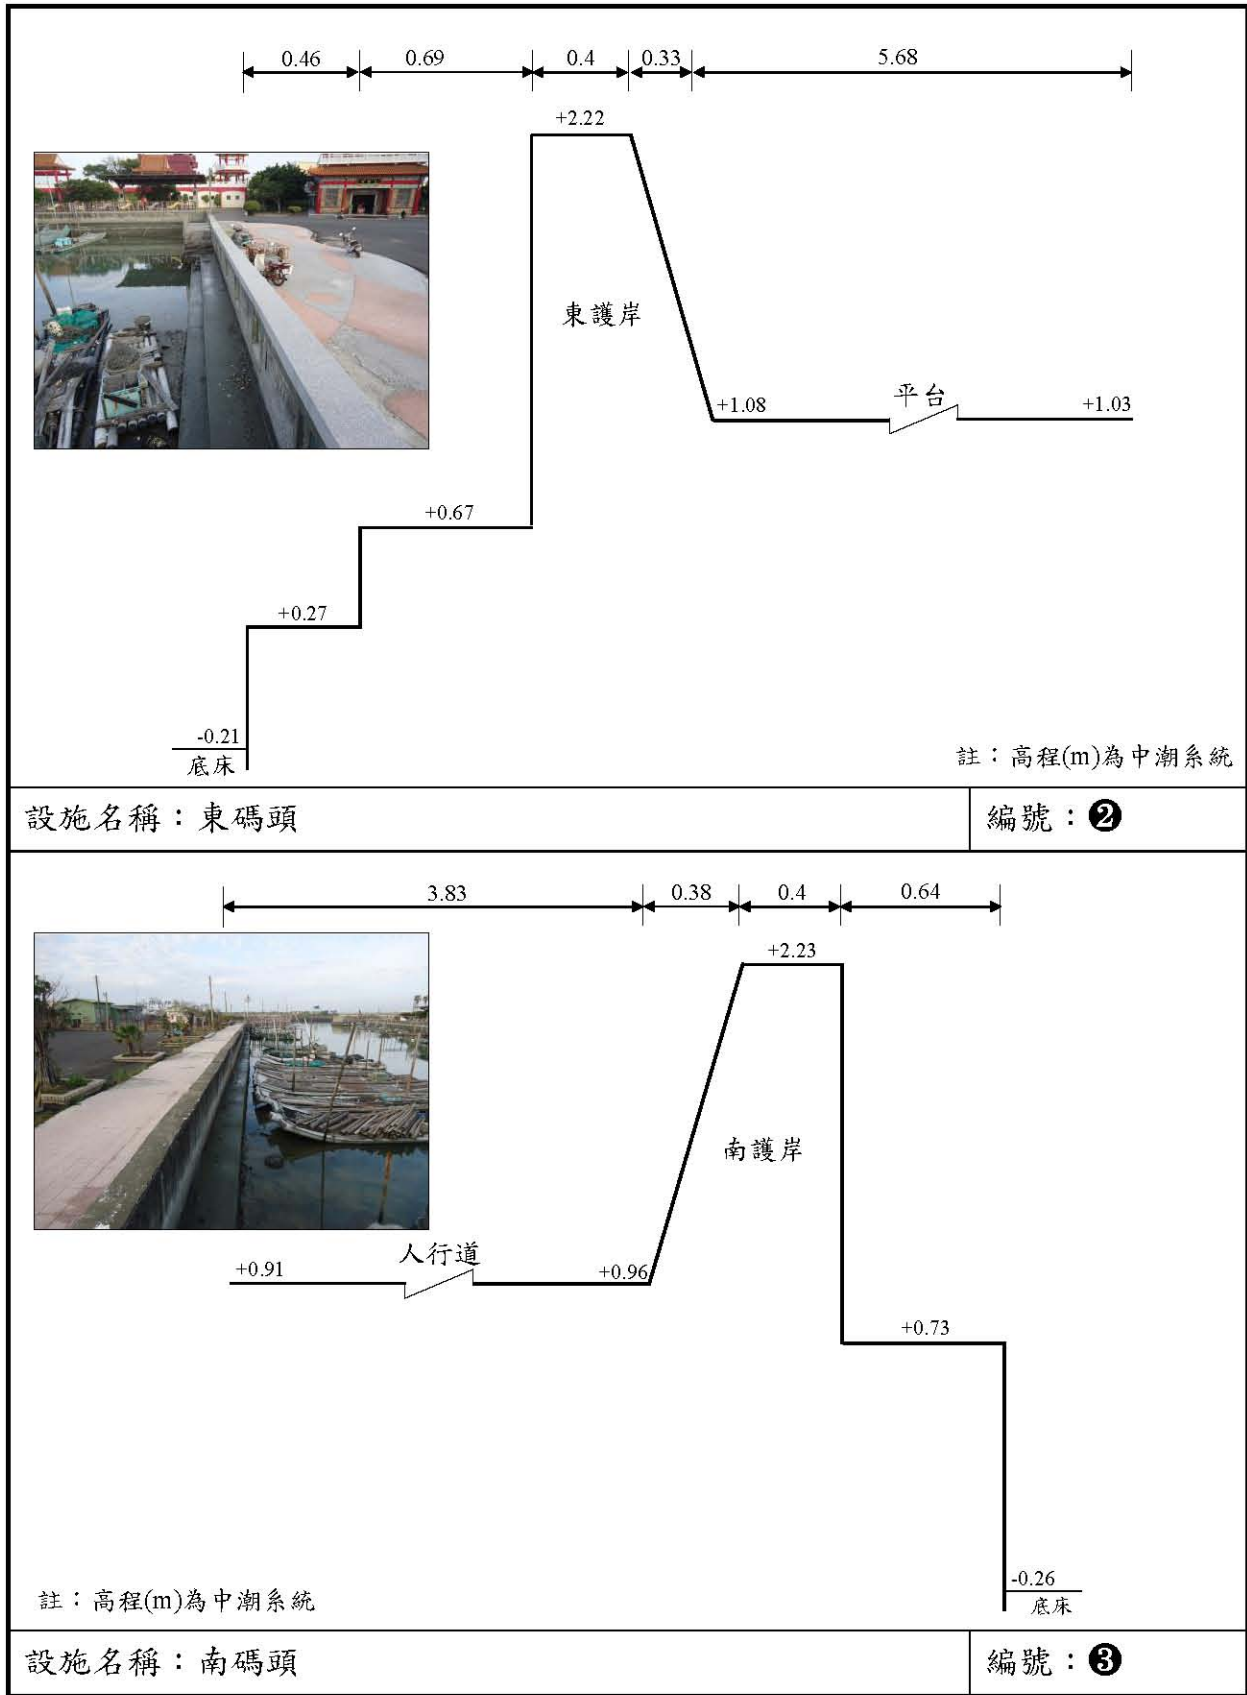 0.46 0.69 0.4 0.33 5.68
+2.22
東護岸
平台
+1.08 +1.03
+0.67
+0.27
-0.21
底床
註：高程(m)為中潮系統
設施名稱：東碼頭 編號：❷
3.83 0.38 0.4 0.64
+2.23
南護岸
人行道
+0.91 +0.96
+0.73
-0.26
底床
註：高程(m)為中潮系統
設施名稱：南碼頭 編號：❸